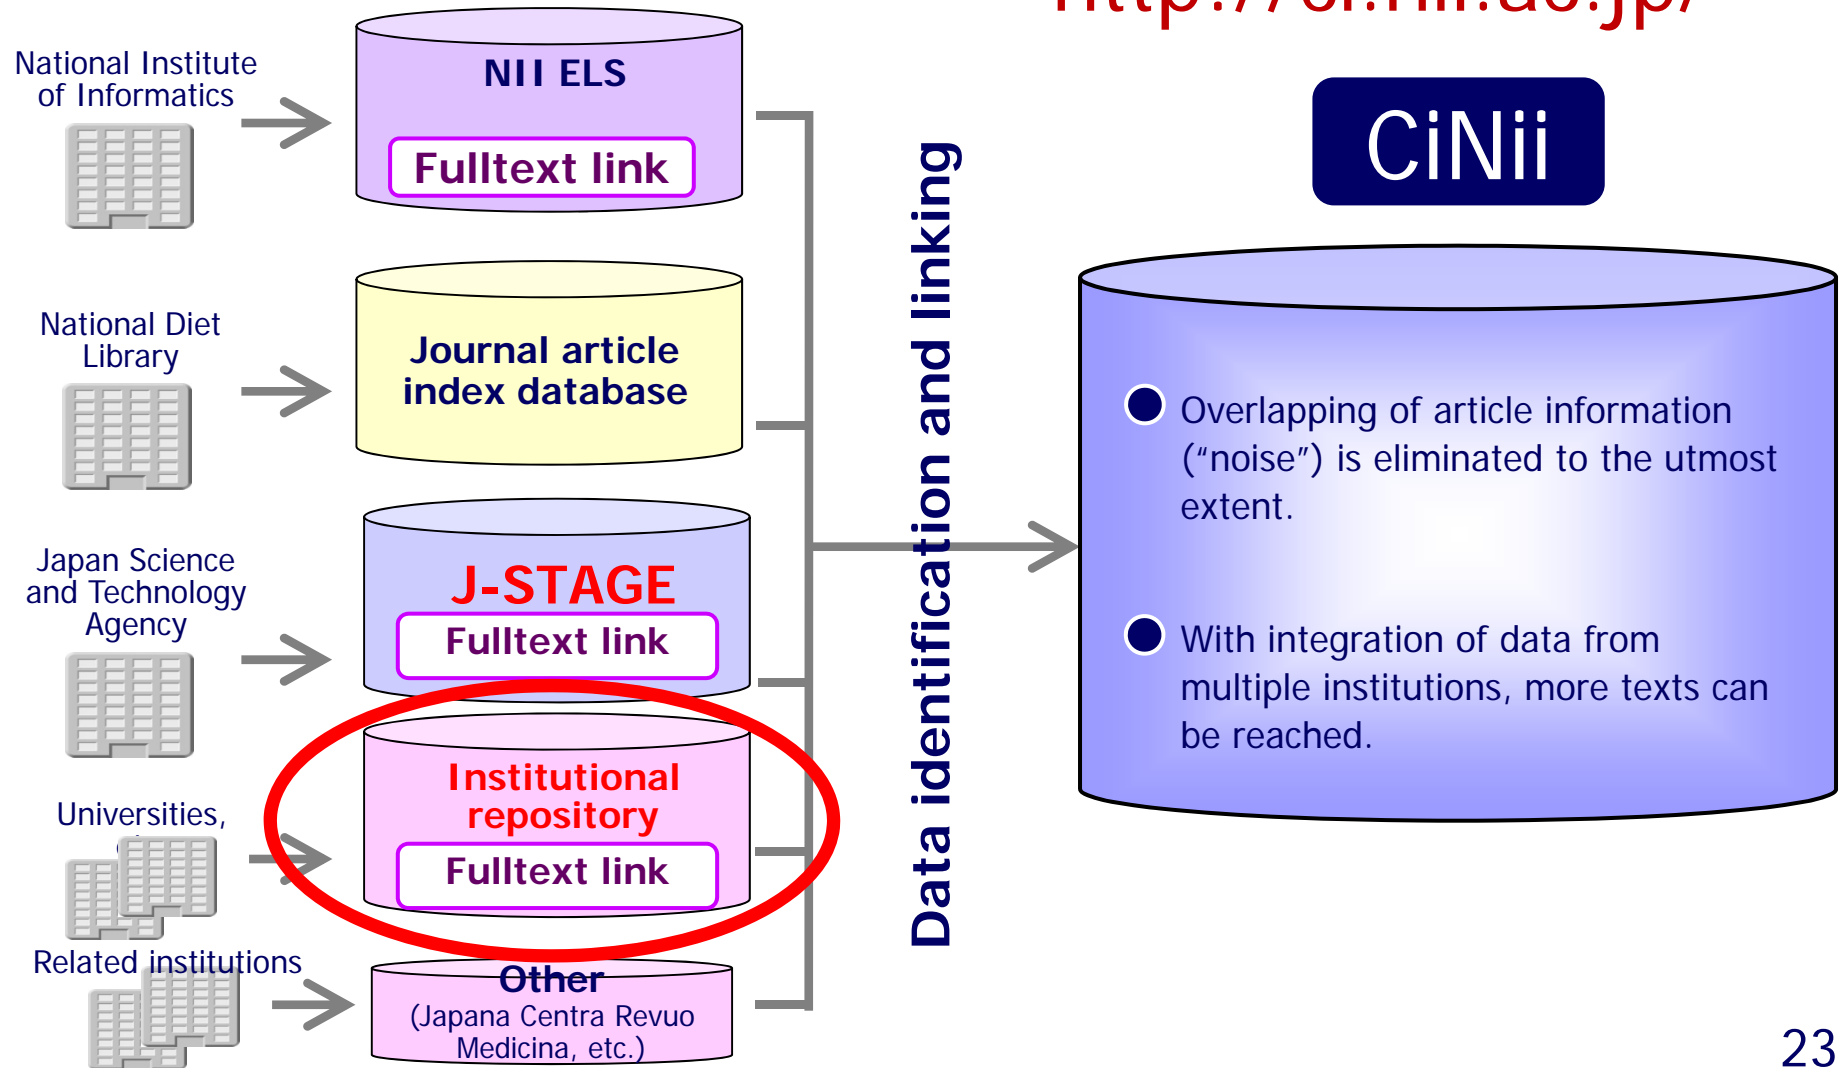 http://ci.nii.ac.jp/
National Institute
of Informatics
NII ELS
Fulltext link
National Diet
Library
Journal article
index database
Japan Science
and Technology
Agency
J-STAGE
Fulltext link
Universities,
Institutional
repository
Fulltext link
Related institutions
Other
(Japana Centra Revuo
Medicina, etc.)
Data identification and linking
CiNii
Overlapping of article information
(“noise”) is eliminated to the utmost
extent.
With integration of data from
multiple institutions, more texts can
be reached.
23